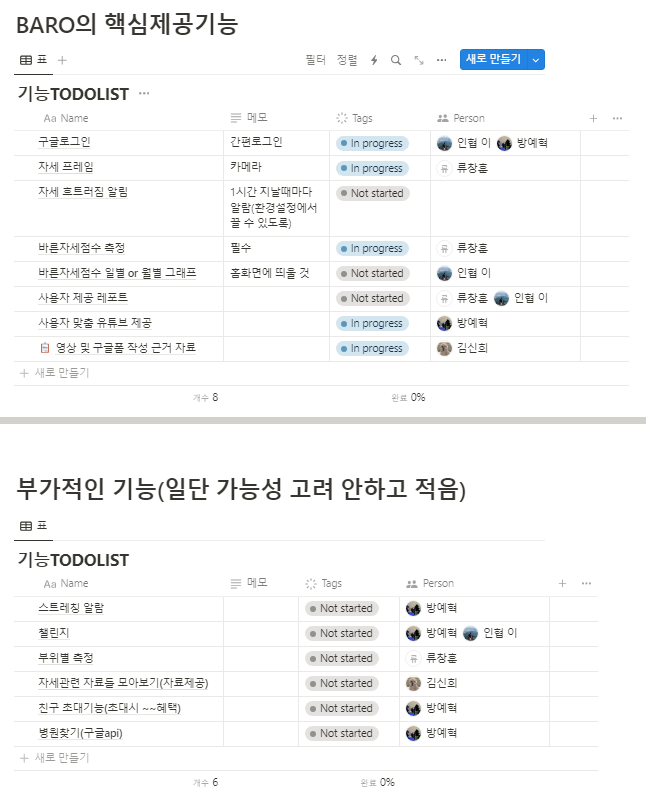 BARO의 핵심제공기능
표
필터 정렬 새로 만들기
기능TODOLIST
Aa Name 메모 Tags Person
구글로그인 간편로그인 In progress 인협 이 방예혁
자세 프레임 카메라 In progress 류 류창훈
자세 흐트러짐 알림 1시간 지날때마다 Not started
알람(환경설정에서
끌 수 있도록)
바른자세점수 측정 필수 In progress 류 류창훈
바른자세점수 일별 or 월별 그래프 홈화면에 띄울 것 Not started 인협 이
사용자 제공 레포트 Not started 류 류창훈 인협 이
사용자 맞춤 유튜브 제공 In progress 방예혁
영상 및 구글폼 작성 근거 자료 In progress 김신희
새로 만들기
개수 8 완료 0%
부가적인 기능(일단 가능성 고려 안하고 적음)
표
기능TODOLIST
Aa Name 메모 Tags Person
스트레칭 알람 Not started 방예혁
챌린지 Not started 방예혁 인협 이
부위별 측정 Not started 류 류창훈
자세관련 자료들 모아보기(자료제공) Not started 김신희
친구 초대기능(초대시 ~~혜택) Not started 방예혁
병원찾기(구글api) Not started 방예혁
새로 만들기
개수 6 완료 0%